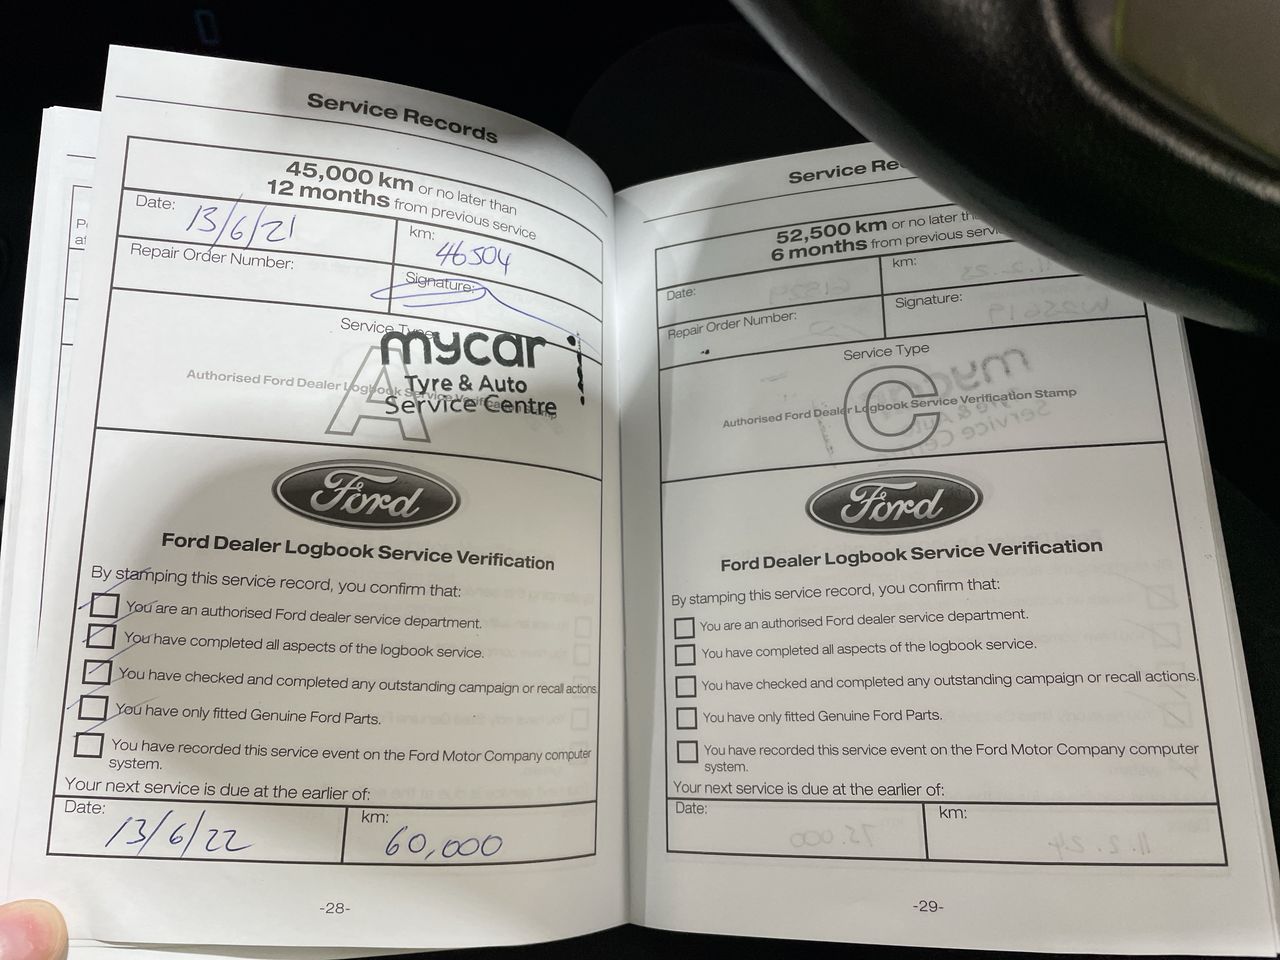 Service Records
45,000 km or no later than
12 months from previous service
Date: 13/6/21
km: 46504
Repair Order Number:
Signature:
Service Type
A
Authorised Ford Dealer Logbook Service Verification Stamp
mycar
Tyre & Auto
Service Centre
Ford
Ford Dealer Logbook Service Verification
By stamping this service record, you confirm that:
You are an authorised Ford dealer service department.
You have completed all aspects of the logbook service.
You have checked and completed any outstanding campaign or recall actions.
You have only fitted Genuine Ford Parts.
You have recorded this service event on the Ford Motor Company computer
system.
Your next service is due at the earlier of:
Date: 13/6/22
km: 60,000
-28-
Service
52,500 km or no later
6 months from previous
Date:
km:
Repair Order Number:
Signature:
Service Type
C
Authorised Ford Dealer Logbook Service Verification Stamp
Ford
Ford Dealer Logbook Service Verification
By stamping this service record, you confirm that:
You are an authorised Ford dealer service department.
You have completed all aspects of the logbook service.
You have checked and completed any outstanding campaign or recall actions.
You have only fitted Genuine Ford Parts.
You have recorded this service event on the Ford Motor Company computer
system.
Your next service is due at the earlier of:
Date:
km:
-29-